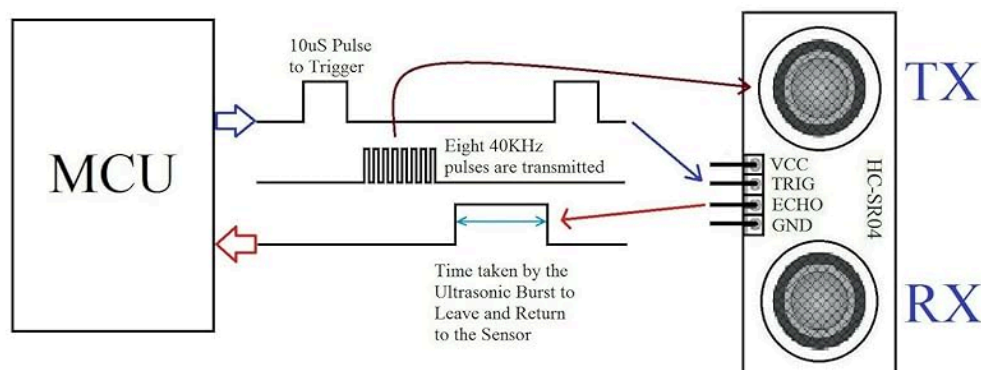 MCU
10uS Pulse
to Trigger
Eight 40KHz
pulses are transmitted
Time taken by the
Ultrasonic Burst to
Leave and Return
to the Sensor
VCC
TRIG
ECHO
GND
HC-SR04
TX
RX